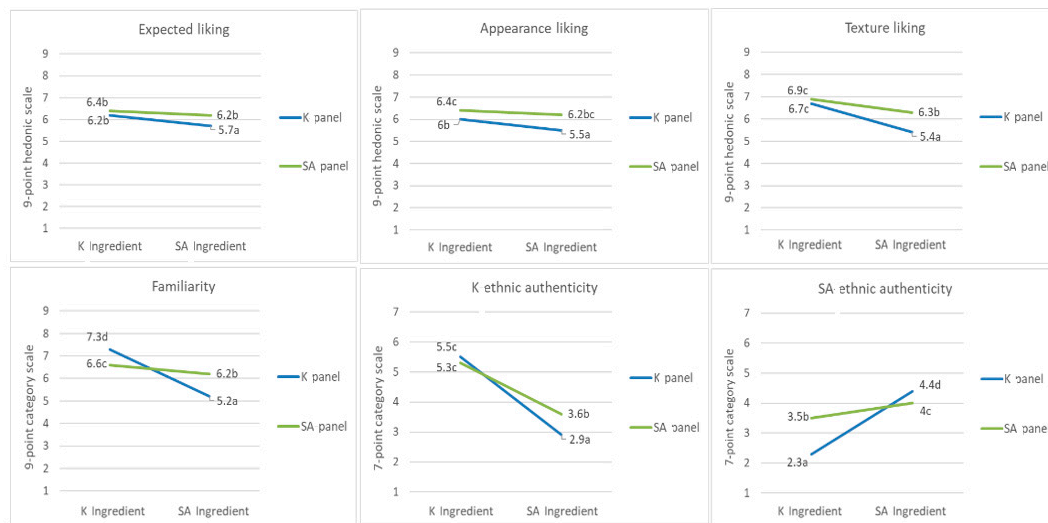 Expected liking
9-point hedonic scale
9
8
7
6
5
4
3
2
1
6.4b
6.2b
6.2b
5.7a
K Ingredient
SA Ingredient
K panel
SA panel
Appearance liking
9-point hedonic scale
9
8
7
6
5
4
3
2
1
6.4c
6b
6.2bc
5.5a
K Ingredient
SA Ingredient
K panel
SA panel
Texture liking
9-point hedonic scale
9
8
7
6
5
4
3
2
1
6.9c
6.7c
6.3b
5.4a
K Ingredient
SA Ingredient
K panel
SA panel
Familiarity
9-point category scale
9
8
7
6
5
4
3
2
1
7.3d
6.6c
6.2b
5.2a
K Ingredient
SA Ingredient
K panel
SA panel
K ethnic authenticity
7-point category scale
7
6
5
4
3
2
1
5.5c
5.3c
3.6b
2.9a
K Ingredient
SA Ingredient
K panel
SA panel
SA ethnic authenticity
7-point category scale
7
6
5
4
3
2
1
3.5b
2.3a
4.4d
4c
K Ingredient
SA Ingredient
K panel
SA panel